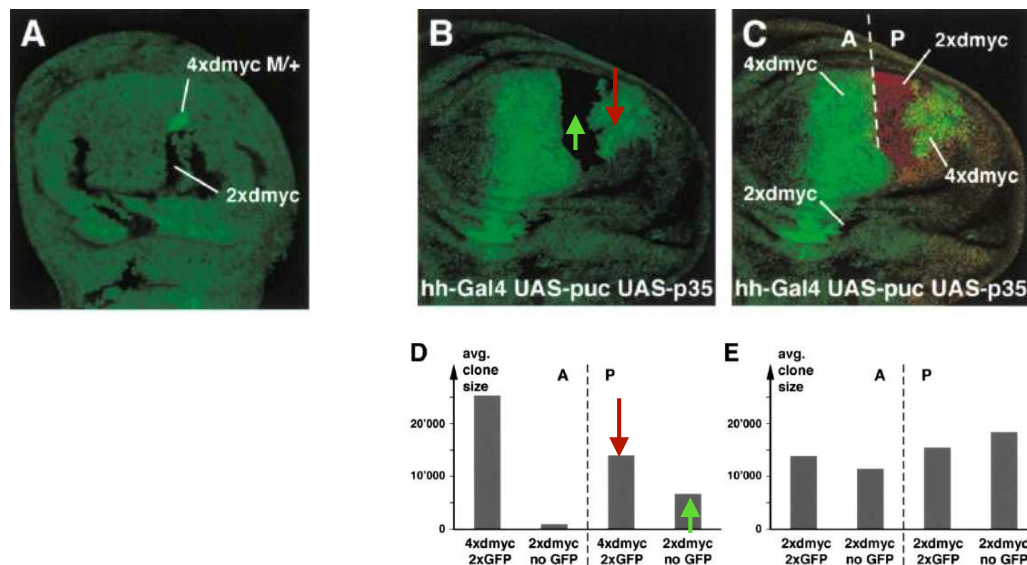 A
4xdmyc M/+
2xdmyc
B
hh-Gal4 UAS-puc UAS-p35
C
A P
2xdmyc
4xdmyc
4xdmyc
2xdmyc
hh-Gal4 UAS-puc UAS-p35
D
avg.
clone
size
A P
20'000
10'000
0
4xdmyc 2xdmyc 4xdmyc 2xdmyc
2xGFP no GFP 2xGFP no GFP
E
avg.
clone
size
A P
20'000
10'000
0
2xdmyc 2xdmyc 2xdmyc 2xdmyc
2xGFP no GFP 2xGFP no GFP